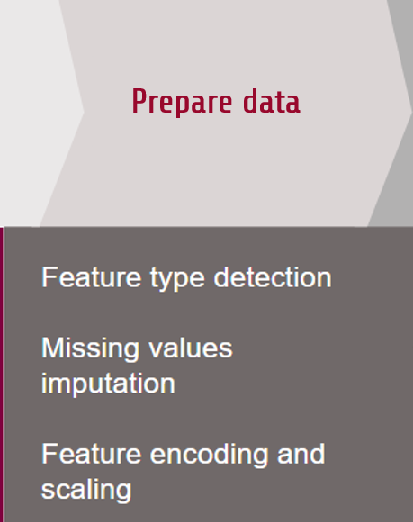 Prepare data
Feature type detection
Missing values
imputation
Feature encoding and
scaling